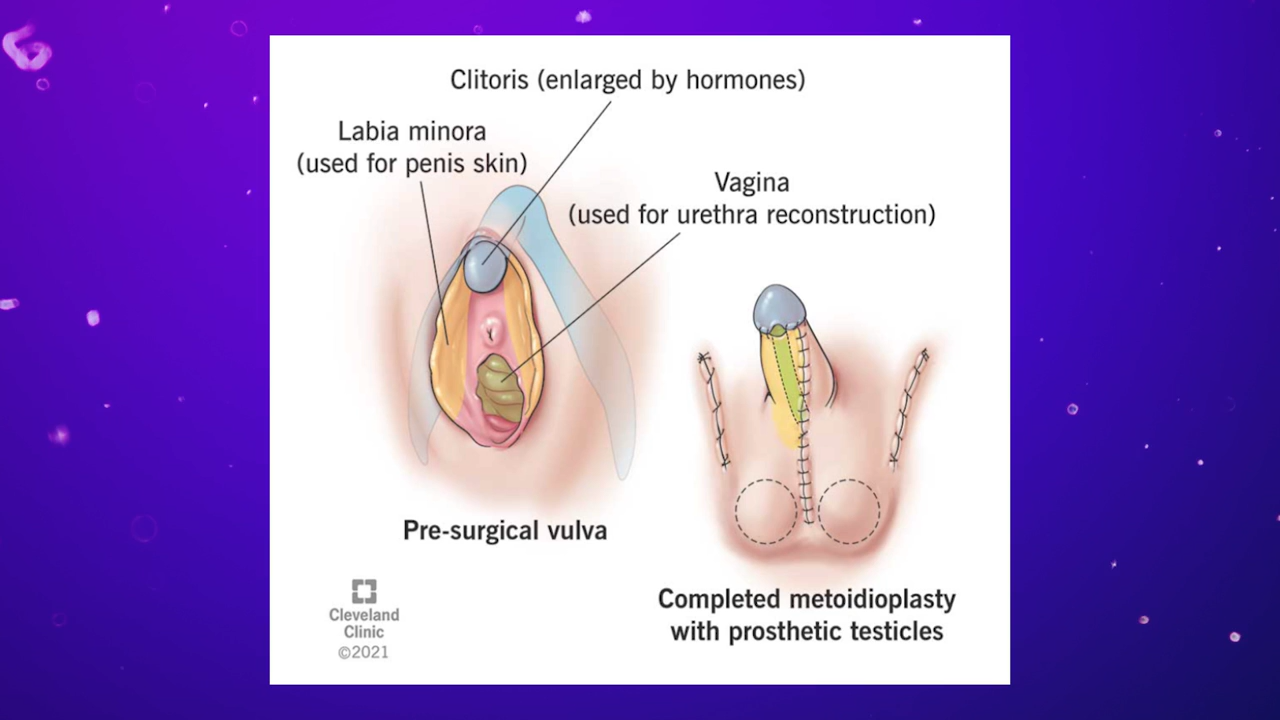 Clitoris (enlarged by hormones)
Labia minora
(used for penis skin)
Vagina
(used for urethra reconstruction)
Pre-surgical vulva
Completed metoidioplasty
with prosthetic testicles
Cleveland
Clinic
©2021